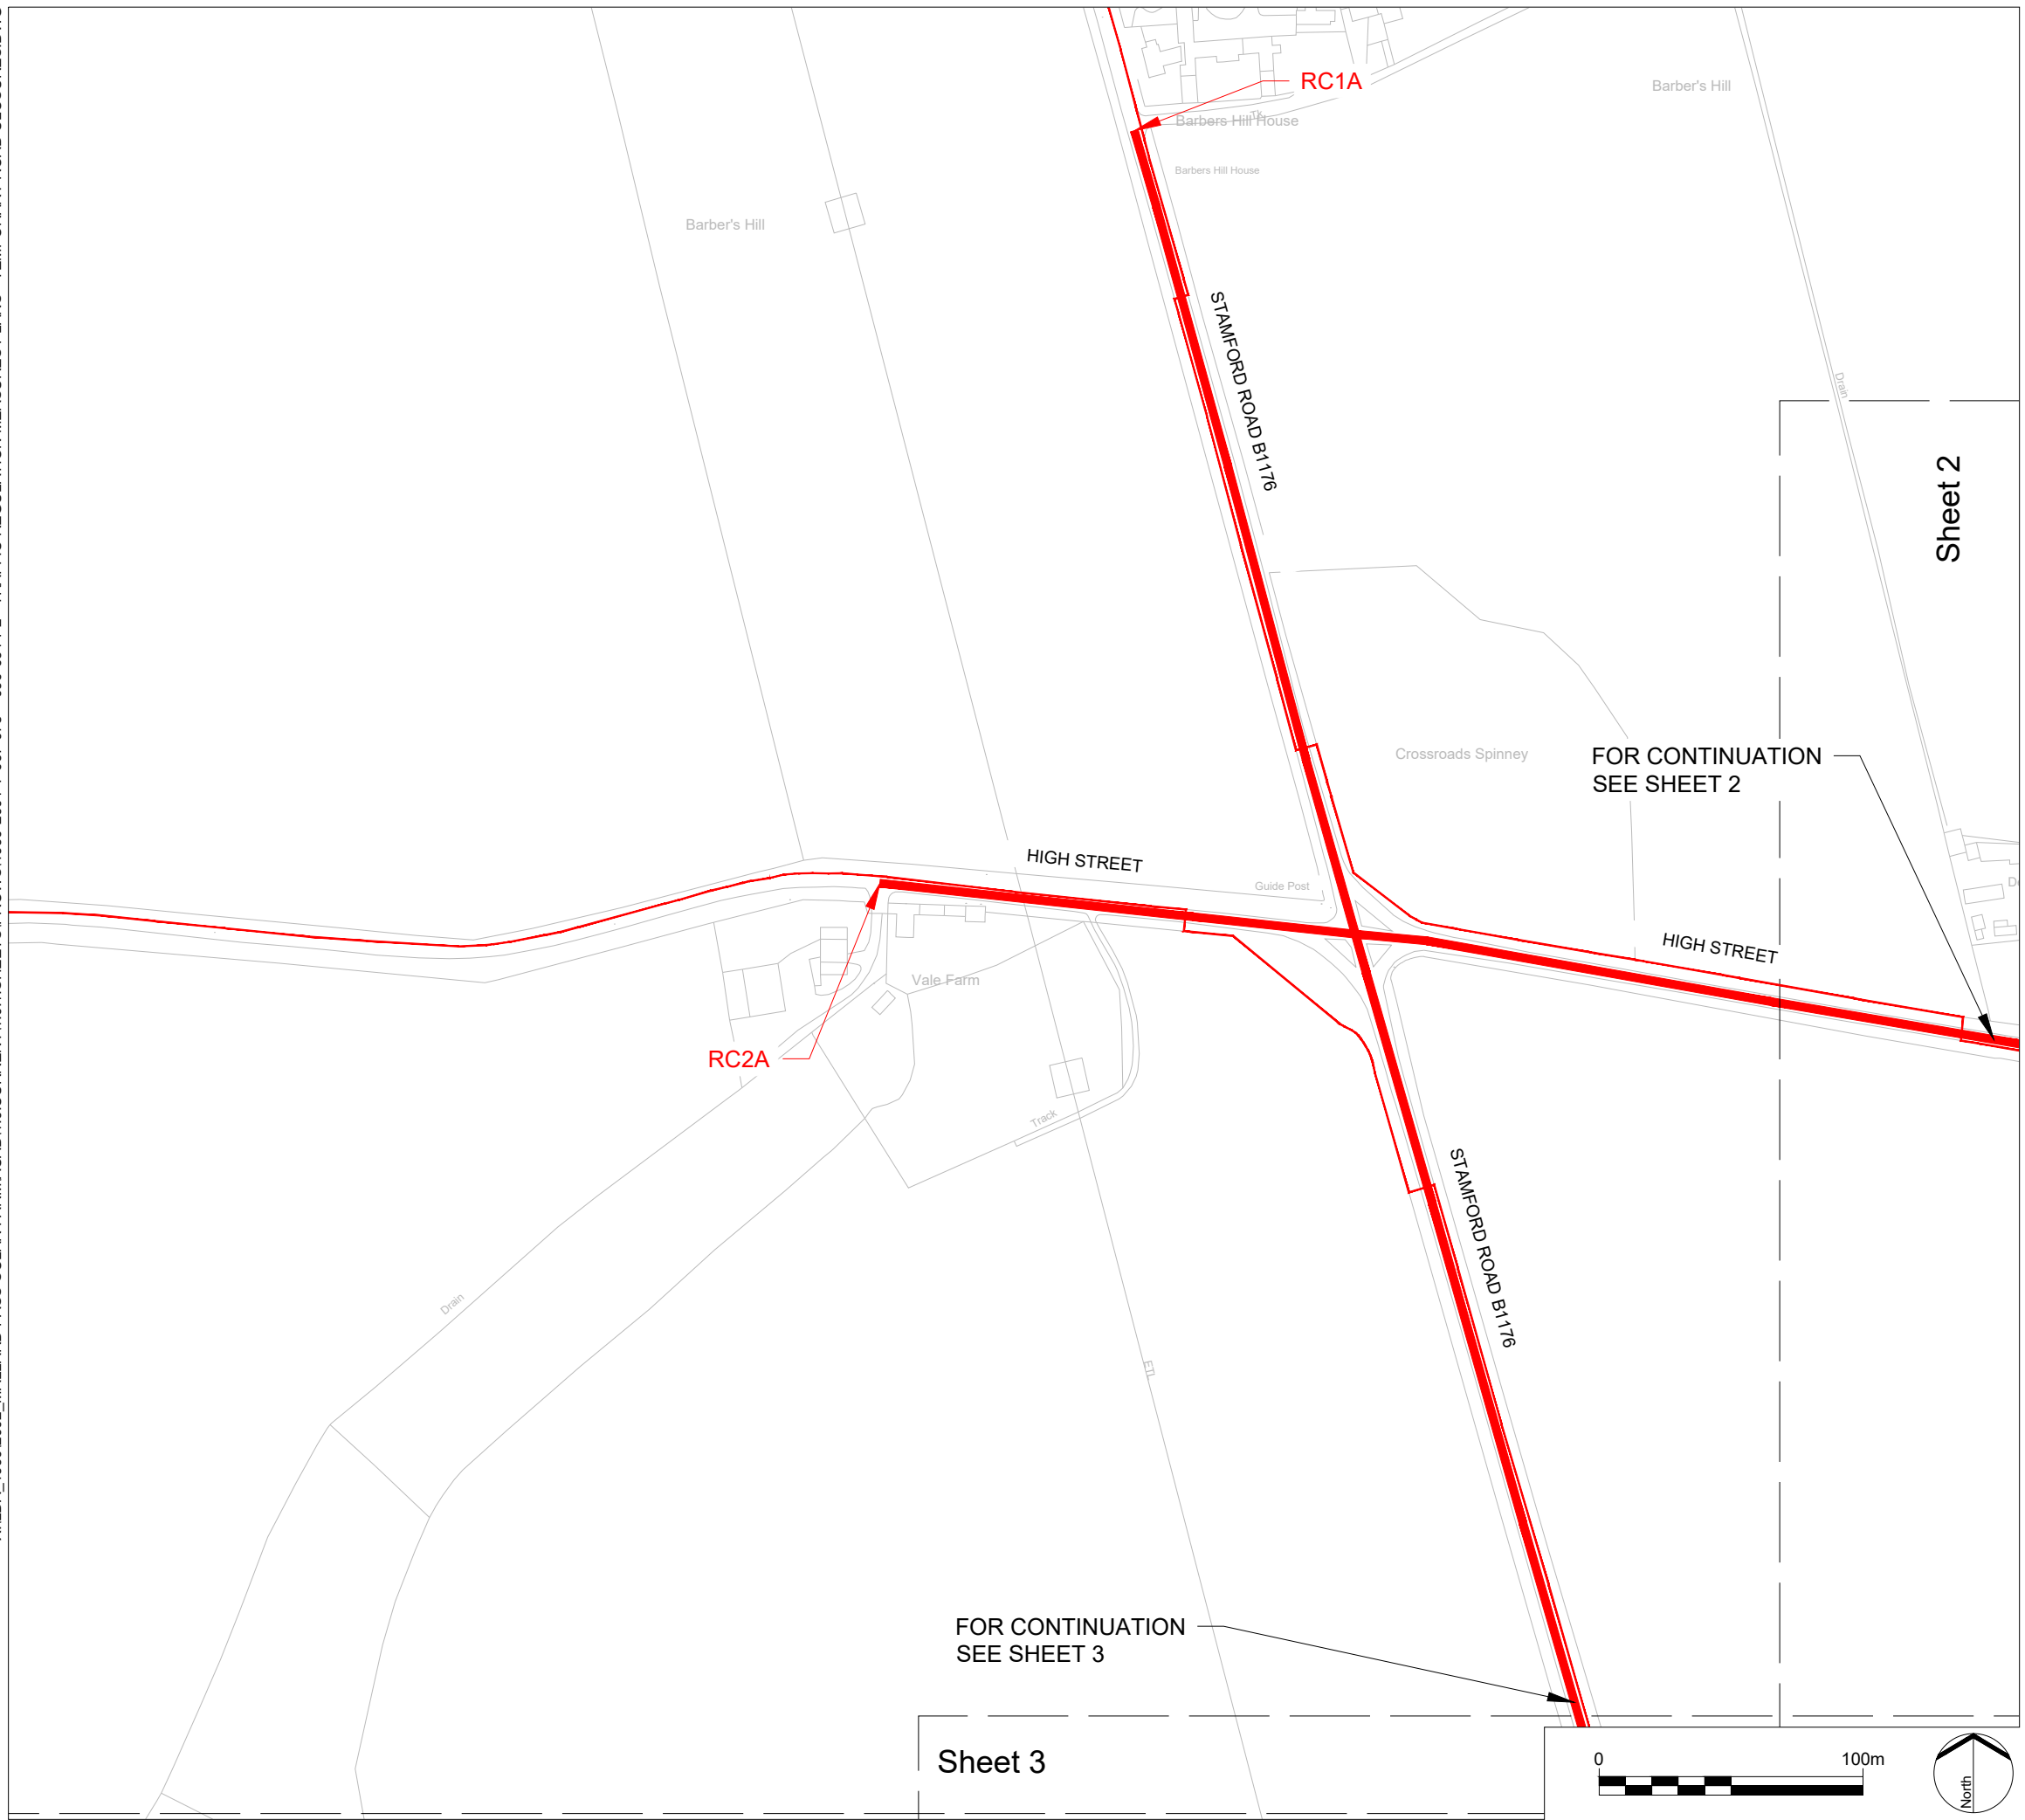 RC1A
Barber's Hill
Tk
Barbers Hill House
Barbers Hill House
Barber's Hill
STAMFORD ROAD B1176
Drain
Sheet 2
Crossroads Spinney
FOR CONTINUATION
SEE SHEET 2
HIGH STREET
Guide Post
HIGH STREET
Vale Farm
RC2A
Track
STAMFORD ROAD B1176
Drain
ETL
FOR CONTINUATION
SEE SHEET 3
Sheet 3
0
100m
North